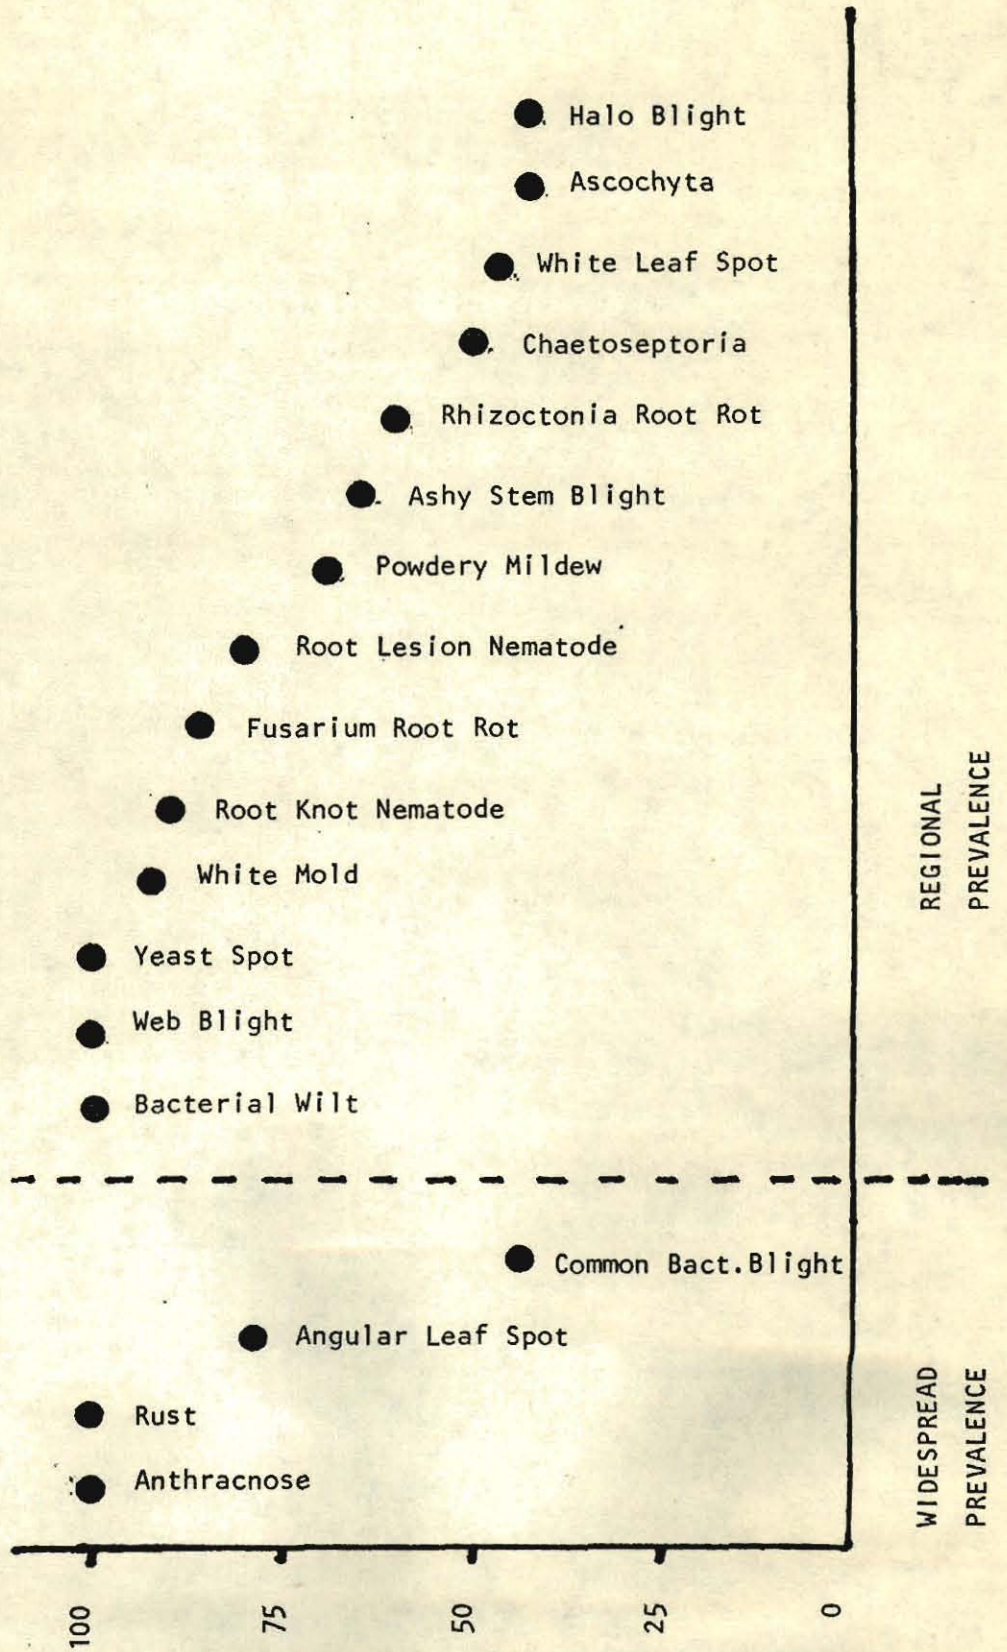 Halo Blight
Ascochyta
White Leaf Spot
Chaetoseptoria
Rhizoctonia Root Rot
Ashy Stem Blight
Powdery Mildew
Root Lesion Nematode
Fusarium Root Rot
Root Knot Nematode
White Mold
Yeast Spot
Web Blight
Bacterial Wilt
REGIONAL
PREVALENCE
Common Bact.Blight
Angular Leaf Spot
Rust
Anthracnose
WIDESPREAD
PREVALENCE
100
75
50
25
0